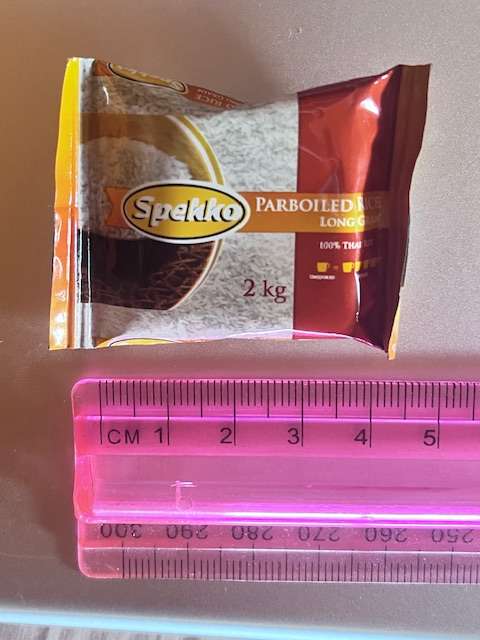 Spekko
PARBOILED RICE
LONG GRAIN
100% THAI
2 kg
CM 1 2 3 4 5
300 290 280 270 260 250